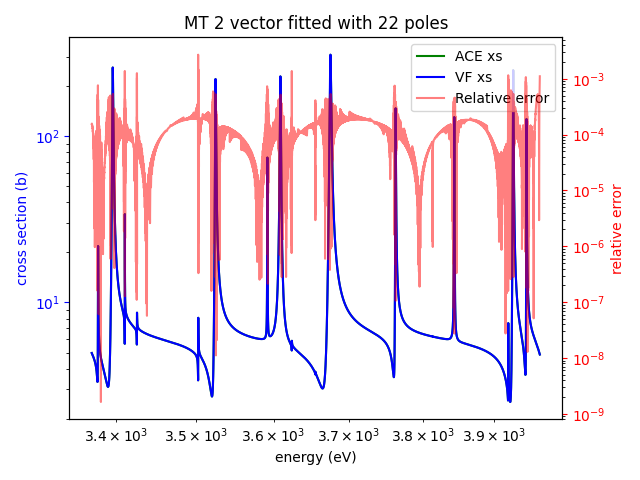 MT 2 vector fitted with 22 poles
ACE xs
VF xs
Relative error
cross section (b)
10²
10¹
relative error
10⁻³
10⁻⁴
10⁻⁵
10⁻⁶
10⁻⁷
10⁻⁸
10⁻⁹
3.4 × 10³ 3.5 × 10³ 3.6 × 10³ 3.7 × 10³ 3.8 × 10³ 3.9 × 10³
energy (eV)